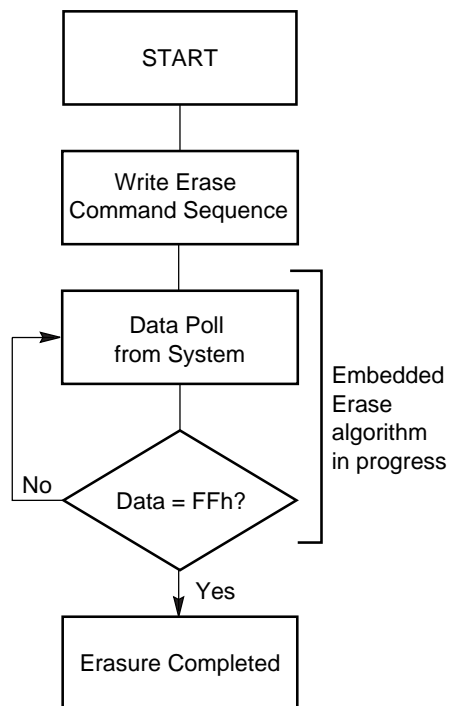 START
Write Erase
Command Sequence
Data Poll
from System
Embedded
Erase
algorithm
in progress
No
Data = FFh?
Yes
Erasure Completed